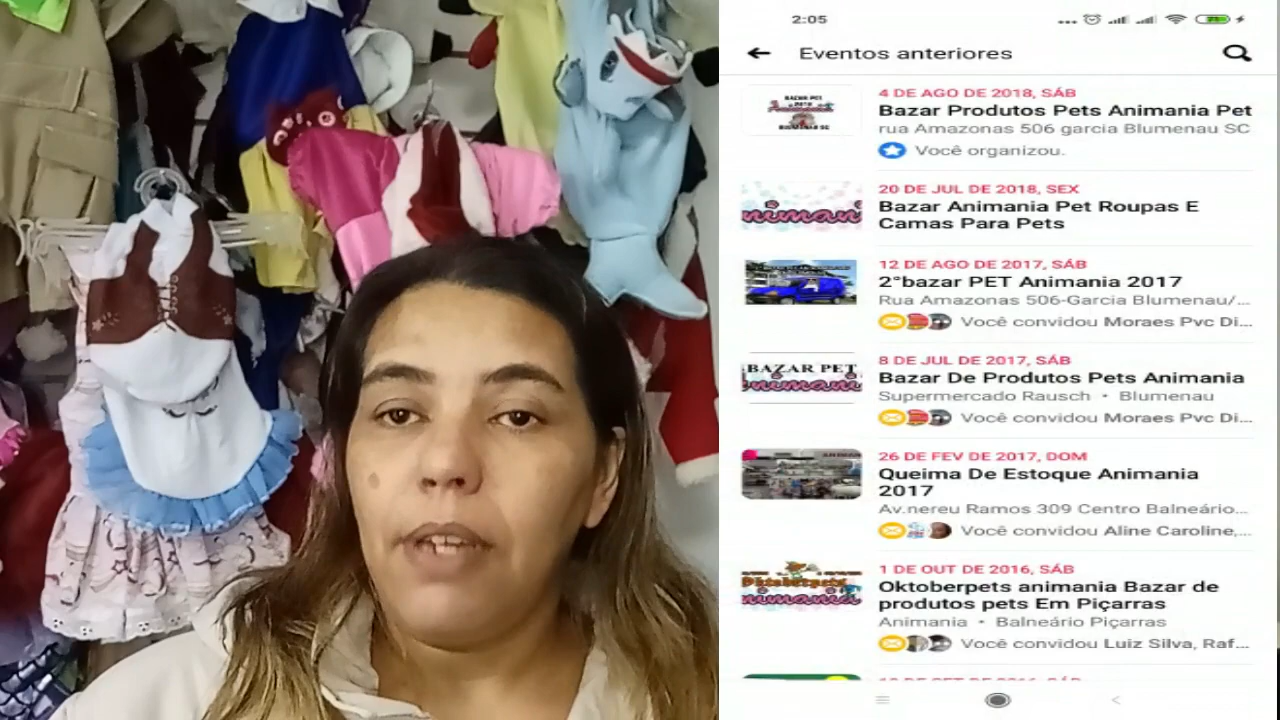 2:05
Eventos anteriores
BAZAR PET
BLUMENAU SC
4 DE AGO DE 2018, SÁB
Bazar Produtos Pets Animania Pet
rua Amazonas 506 garcia Blumenau SC
Você organizou.
20 DE JUL DE 2018, SEX
Bazar Animania Pet Roupas E
Camas Para Pets
12 DE AGO DE 2017, SÁB
2°bazar PET Animania 2017
Rua Amazonas 506-Garcia Blumenau/...
Você convidou Moraes Pvc Di...
BAZAR PET
8 DE JUL DE 2017, SÁB
Bazar De Produtos Pets Animania
Supermercado Rausch • Blumenau
Você convidou Moraes Pvc Di...
26 DE FEV DE 2017, DOM
Queima De Estoque Animania
2017
Av.nereu Ramos 309 Centro Balneário...
Você convidou Aline Caroline,...
Oktoberpets
1 DE OUT DE 2016, SÁB
Oktoberpets animania Bazar de
produtos pets Em Piçarras
Animania • Balneário Piçarras
Você convidou Luiz Silva, Raf...